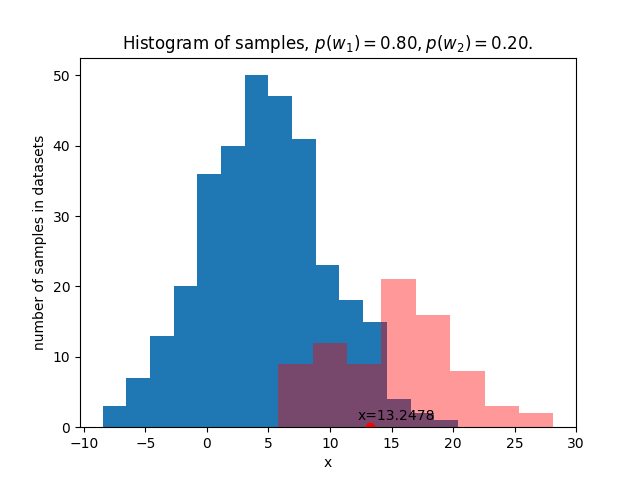 Histogram of samples, p(w₁) = 0.80, p(w₂) = 0.20.
number of samples in datasets
50
40
30
20
10
0
x=13.2478
−10 −5 0 5 10 15 20 25 30
x